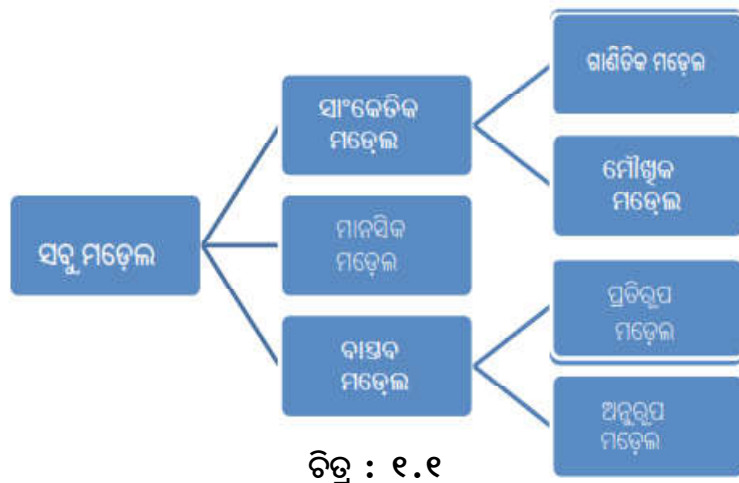 ସବୁ ମଡ଼େଲ
ସାଂକେତିକ
ମଡ଼େଲ
ମାନସିକ
ମଡ଼େଲ
ବାସ୍ତବ
ମଡ଼େଲ
ଗାଣିତିକ ମଡ଼େଲ
ମୌଖିକ
ମଡ଼େଲ
ପ୍ରତିରୂପ
ମଡ଼େଲ
ଅନୁରୂପ
ମଡ଼େଲ
ଚିତ୍ର : ୧.୧